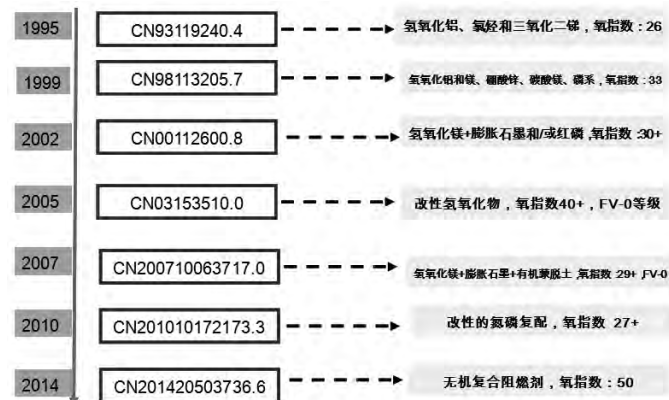 1995 CN93119240.4 氢氧化铝、氯烃和三氧化二锑，氧指数：26
1999 CN98113205.7 氢氧化铝和镁、硼酸锌、碳酸镁、磷系，氧指数：33
2002 CN00112600.8 氢氧化镁+膨胀石墨和/或红磷,氧指数:30+
2005 CN03153510.0 改性氢氧化物，氧指数40+，FV-0等级
2007 CN200710063717.0 氢氧化镁+膨胀石墨+有机蒙脱土,氧指数:29+,FV-0
2010 CN201010172173.3 改性的氮磷复配，氧指数 27+
2014 CN201420503736.6 无机复合阻燃剂，氧指数：50